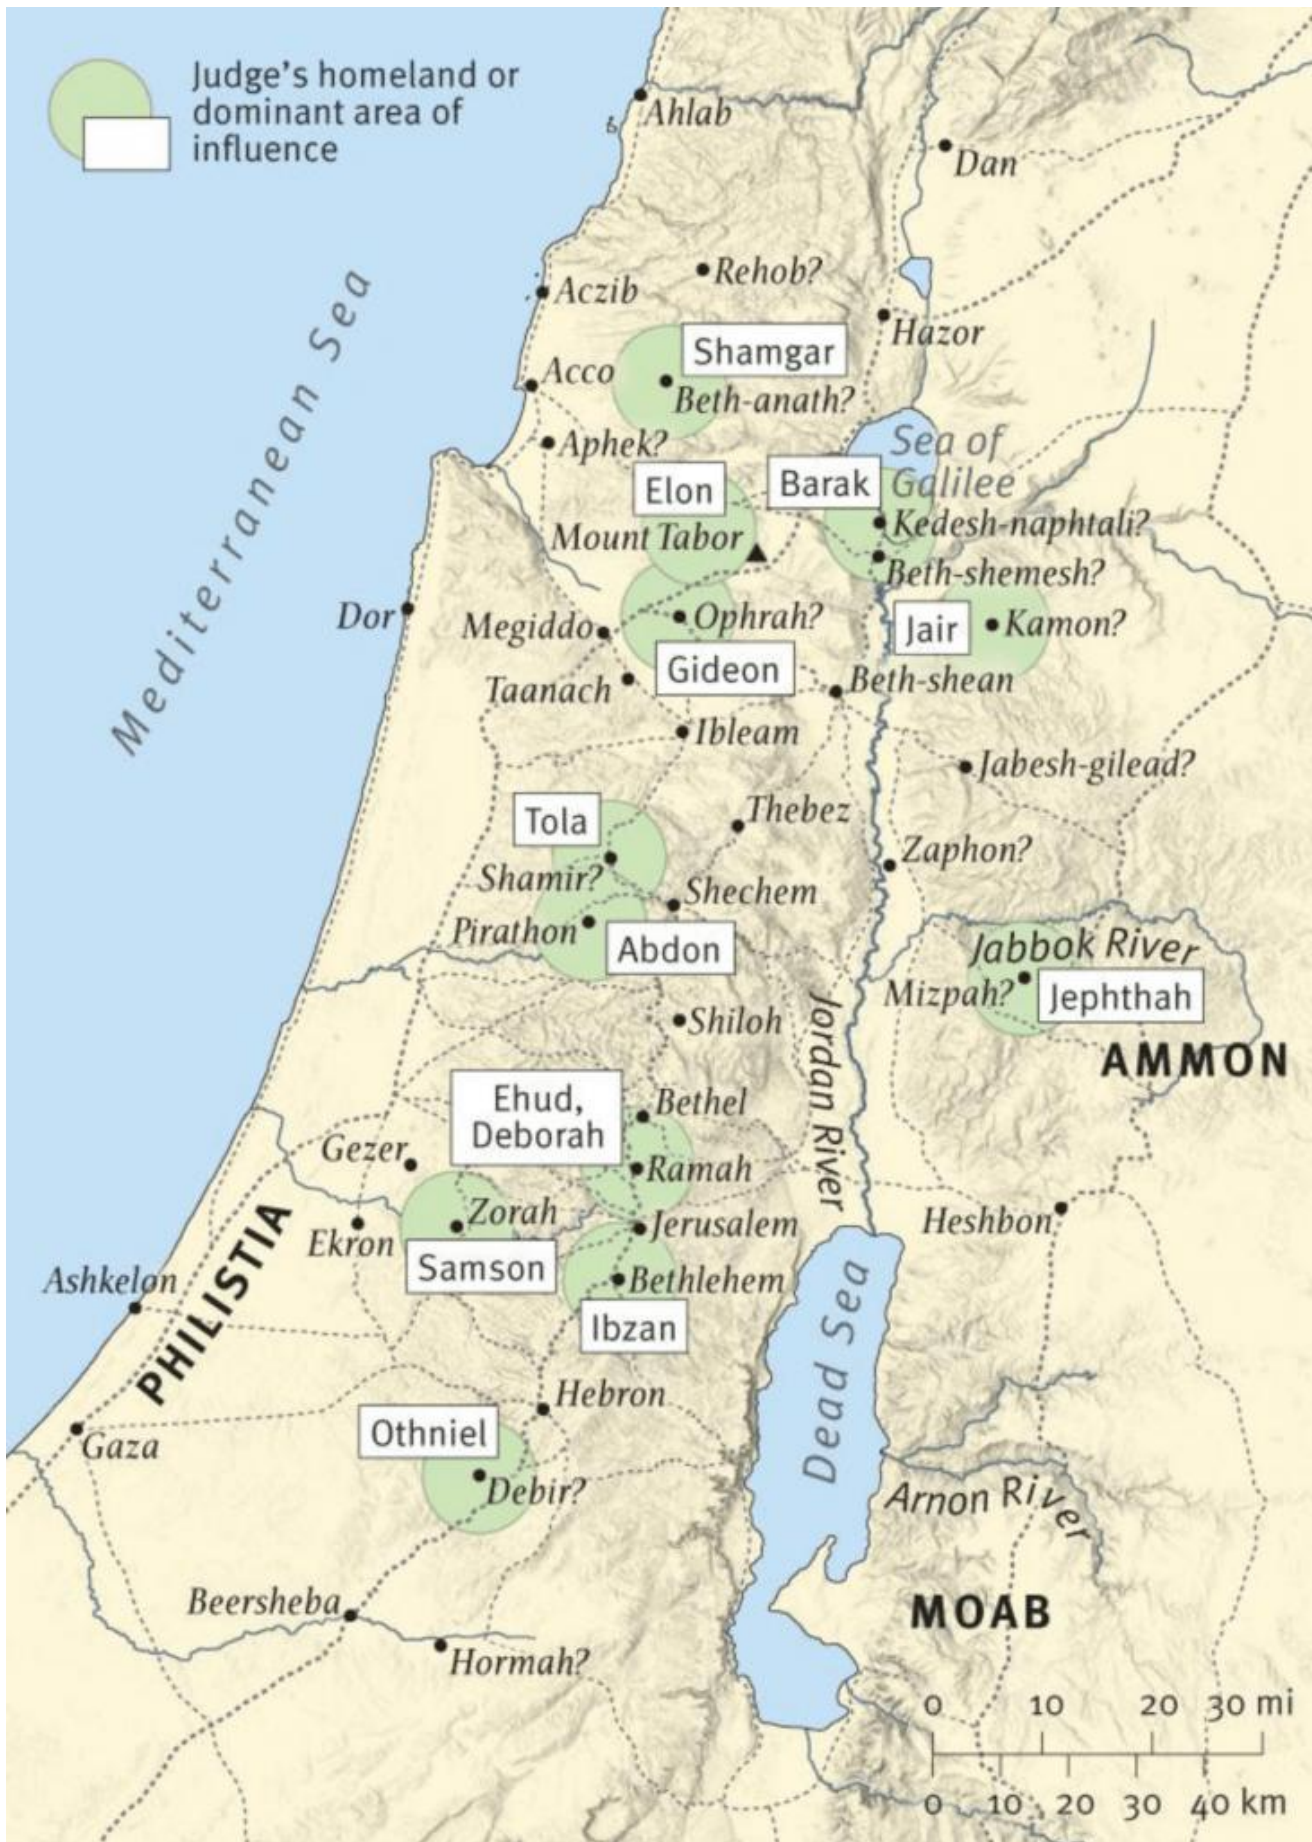 Judge's homeland or
dominant area of
influence
Ahlab
Dan
Rehob?
Aczib
Hazor
Shamgar
Acco
Beth-anath?
Aphek?
Sea of
Galilee
Elon
Barak
Kedesh-naphtali?
Mount Tabor
Beth-shemesh?
Mediterranean Sea
Dor
Megiddo
Ophrah?
Jair
Kamon?
Gideon
Taanach
Beth-shean
Ibleam
Jabesh-gilead?
Tola
Thebez
Shamir?
Zaphon?
Shechem
Pirathon
Abdon
Jabbok River
Mizpah?
Jephthah
Shiloh
Jordan River
AMMON
Ehud,
Deborah
Bethel
Gezer
Ramah
Zorah
Jerusalem
Heshbon
Ekron
Samson
Bethlehem
Ashkelon
PHILISTIA
Ibzan
Dead Sea
Hebron
Othniel
Gaza
Debir?
Arnon River
Beersheba
MOAB
Hormah?
0 10 20 30 mi
0 10 20 30 40 km